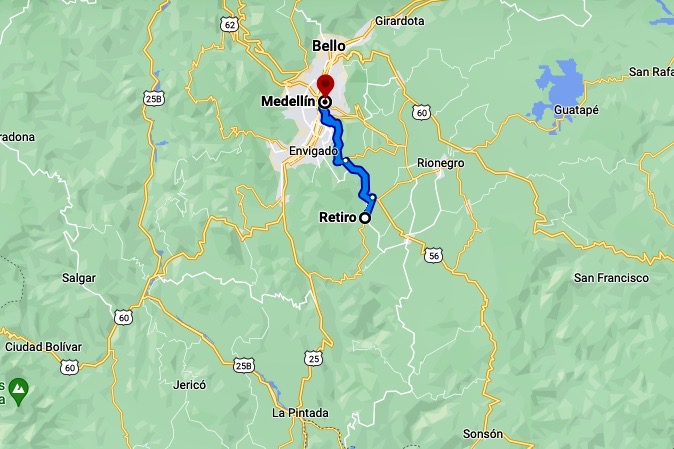 Girardota
62
Bello
San Rafa
25B
Medellín
60
Guatapé
radona
Envigado
Rionegro
Retiro
56
Salgar
San Francisco
60
Ciudad Bolívar
60
25
25B
s
a
Jericó
La Pintada
Sonsón